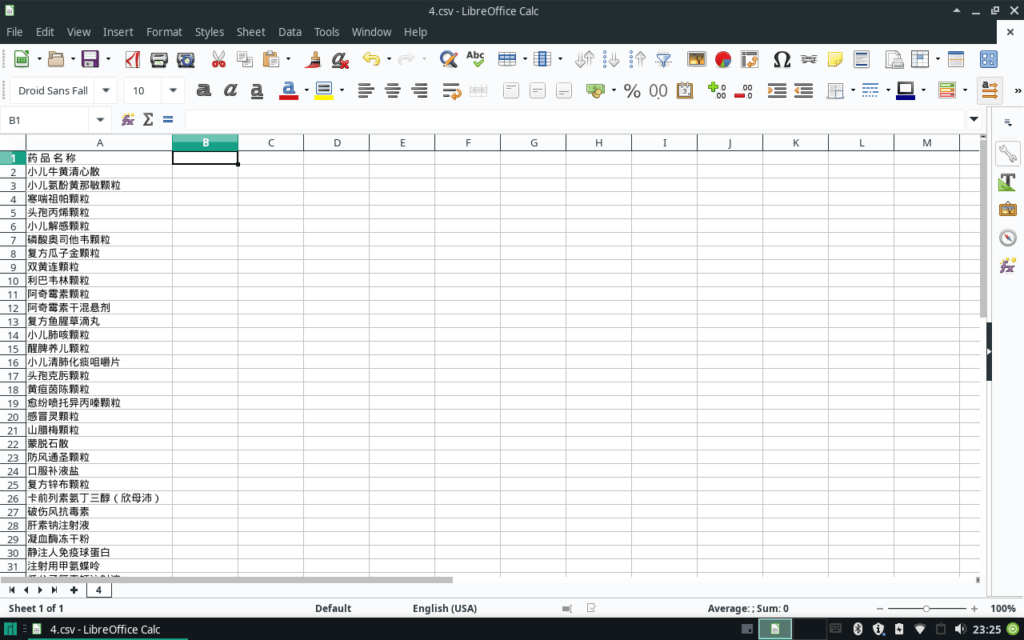 4.csv - LibreOffice Calc
File Edit View Insert Format Styles Sheet Data Tools Window Help
Droid Sans Fall 10
B1
A B C D E F G H I J K L M
1 药品名称
2 小儿牛黄清心散
3 小儿氨酚黄那敏颗粒
4 寒喘祖帕颗粒
5 头孢丙烯颗粒
6 小儿解感颗粒
7 磷酸奥司他韦颗粒
8 复方瓜子金颗粒
9 双黄连颗粒
10 利巴韦林颗粒
11 阿奇霉素颗粒
12 阿奇霉素干混悬剂
13 复方鱼腥草滴丸
14 小儿肺咳颗粒
15 醒脾养儿颗粒
16 小儿清肺化痰咀嚼片
17 头孢克肟颗粒
18 黄疸茵陈颗粒
19 愈纷喷托异丙嗪颗粒
20 感冒灵颗粒
21 山腊梅颗粒
22 蒙脱石散
23 防风通圣颗粒
24 口服补液盐
25 复方锌布颗粒
26 卡前列素氨丁三醇（欣母沛）
27 破伤风抗毒素
28 肝素钠注射液
29 凝血酶冻干粉
30 静注人免疫球蛋白
31 注射用甲氨蝶呤
4
Sheet 1 of 1 Default English (USA) Average: ; Sum: 0 100%
4.csv - LibreOffice Calc 23:25